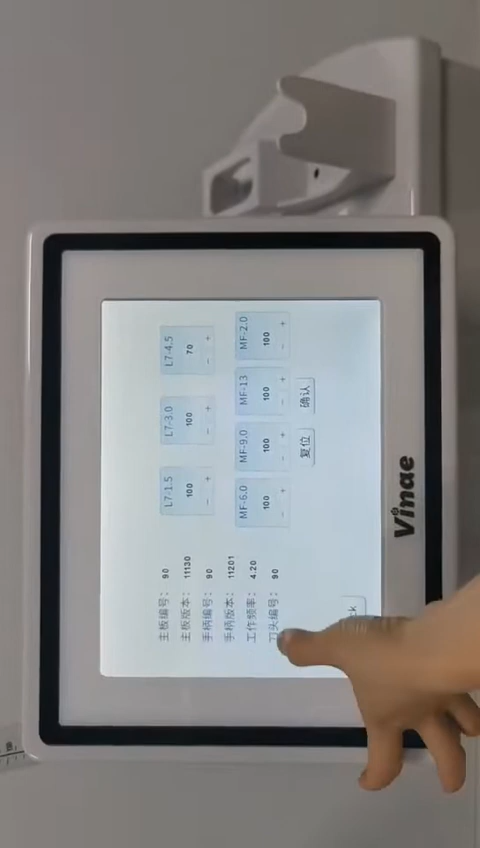 主板编号： 90
主板版本： 11130
手柄编号： 90
手柄版本： 11201
工作频率： 4.20
刀头编号： 90
L7-1.5
100
− +
L7-3.0
100
− +
L7-4.5
70
− +
MF-6.0
100
− +
MF-9.0
100
− +
MF-13
100
− +
MF-2.0
100
− +
复位
确认
Vinae